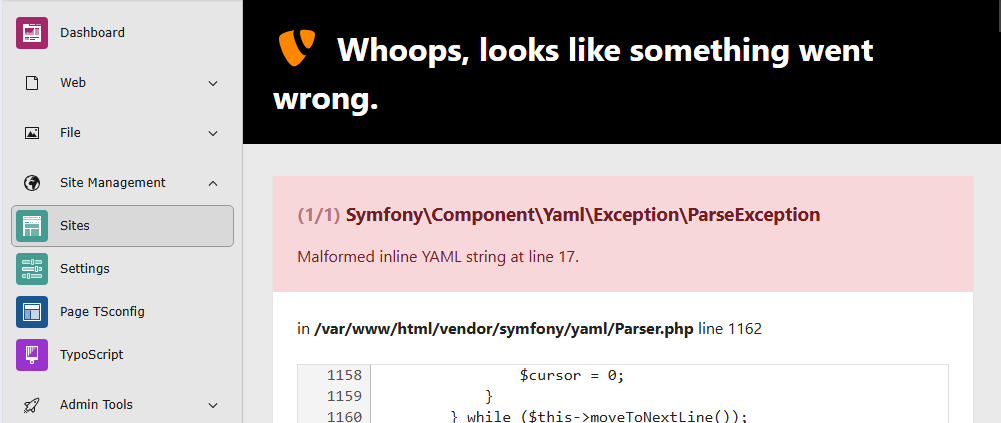 Dashboard
Web
File
Site Management
Sites
Settings
Page TSconfig
TypoScript
Admin Tools
Whoops, looks like something went
wrong.
(1/1) Symfony\Component\Yaml\Exception\ParseException
Malformed inline YAML string at line 17.
in /var/www/html/vendor/symfony/yaml/Parser.php line 1162
1158 $cursor = 0;
1159 }
1160 } while ($this->moveToNextLine());